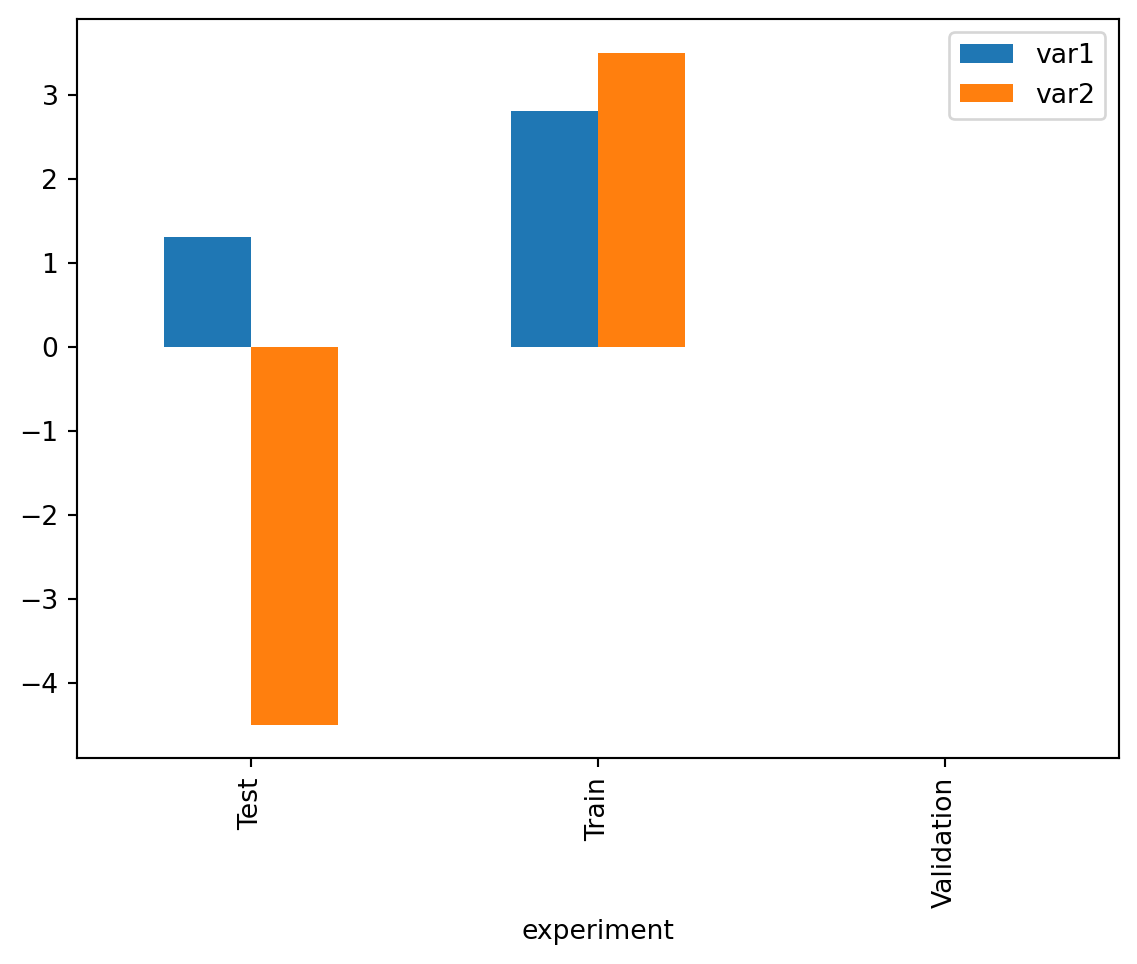 var1
var2
3
2
1
0
−1
−2
−3
−4
Test
Train
Validation
experiment